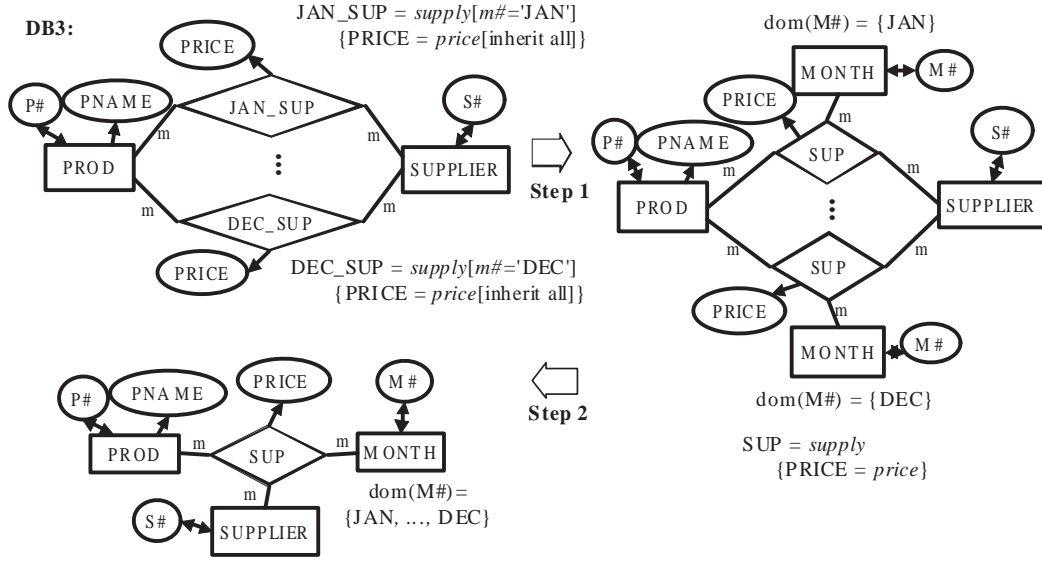 DB3:
JAN_SUP = supply[m#='JAN']
{PRICE = price[inherit all]}
PRICE
P#
PNAME
JAN_SUP
S#
m
m
PROD
SUPPLIER
m
m
DEC_SUP
PRICE
DEC_SUP = supply[m#='DEC']
{PRICE = price[inherit all]}
Step 1
dom(M#) = {JAN}
MONTH
M#
PRICE
m
P#
PNAME
S#
SUP
m
m
PROD
SUPPLIER
m
m
SUP
PRICE
m
MONTH
M#
dom(M#) = {DEC}
SUP = supply
{PRICE = price}
Step 2
P#
PNAME
PRICE
M#
m
m
PROD
SUP
MONTH
m
dom(M#) =
{JAN, ..., DEC}
S#
SUPPLIER